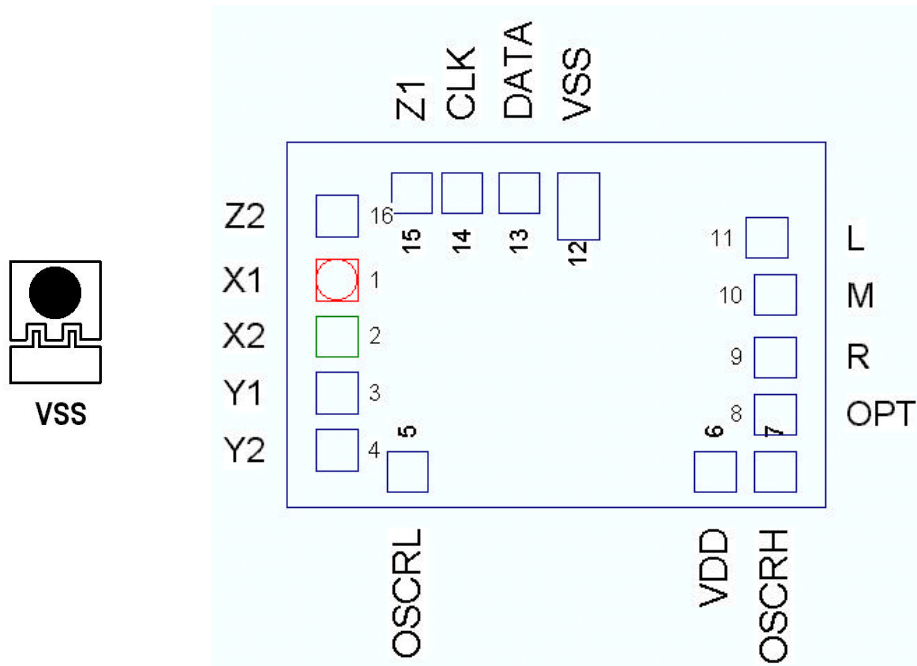 Z1
CLK
DATA
VSS
Z2
16
15
14
13
12
11
L
X1
1
10
M
X2
2
9
R
Y1
3
8
OPT
VSS
Y2
4
5
6
7
OSCRL
VDD
OSCRH